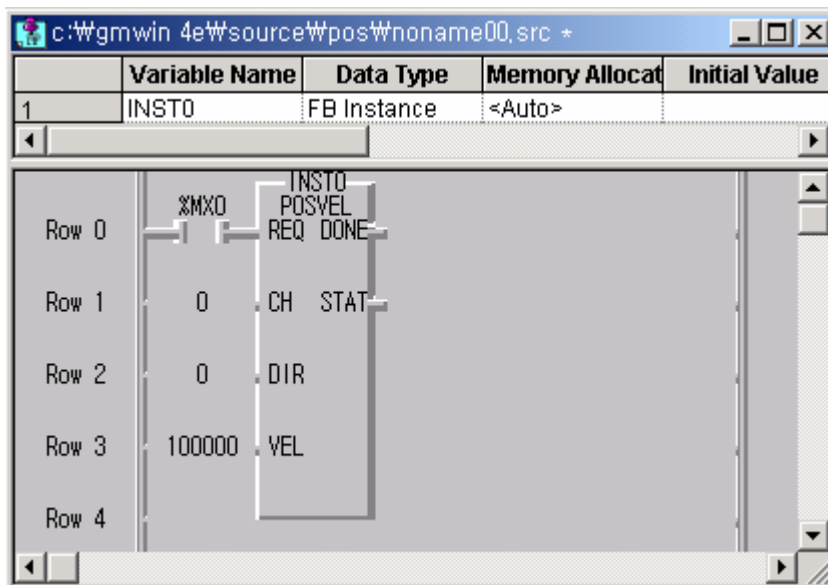 c:₩gmwin 4e₩source₩pos₩noname00.src *
Variable Name Data Type Memory Allocat Initial Value
1 INST0 FB Instance <Auto>
INST0
%MX0 POSVEL
Row 0 REQ DONE
Row 1 0 CH STAT
Row 2 0 DIR
Row 3 100000 VEL
Row 4